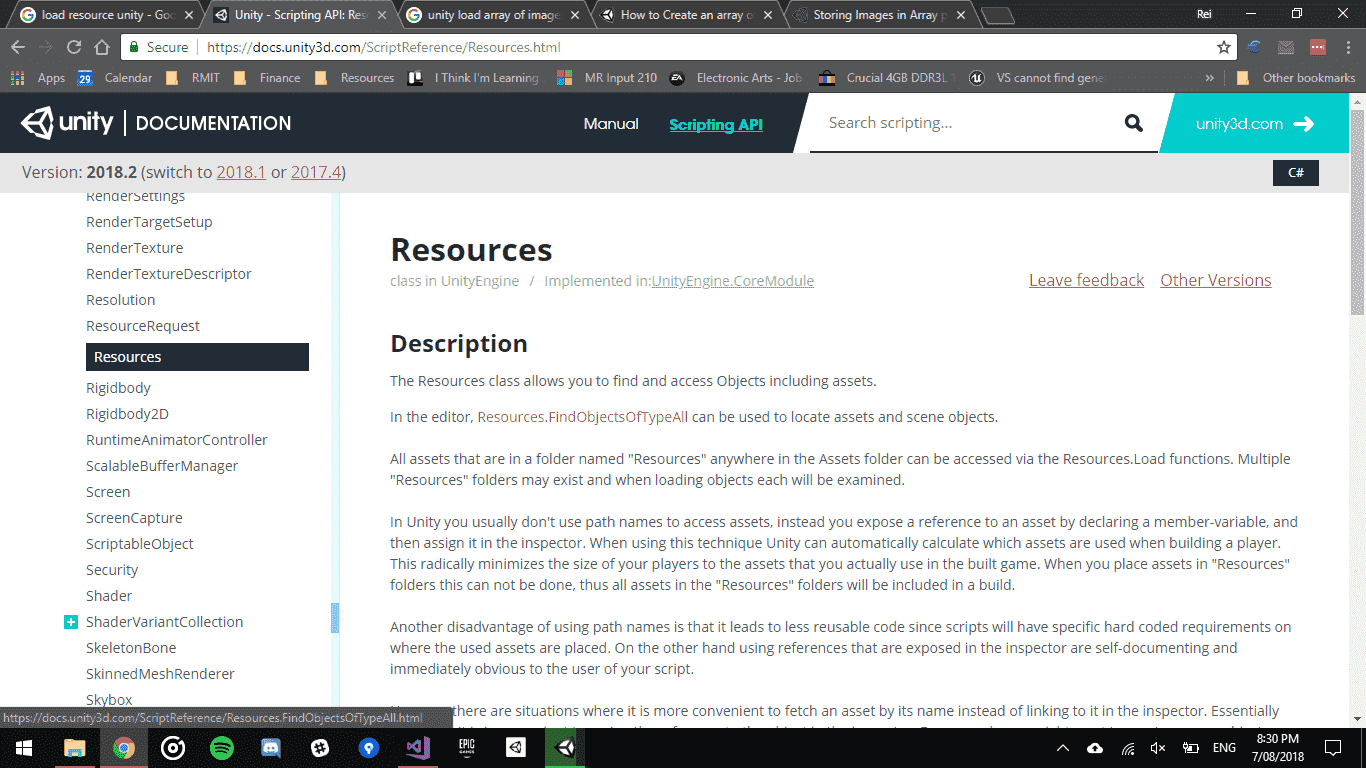 load resource unity - Goo
Unity - Scripting API: Res
unity load array of image
How to Create an array o
Storing Images in Array p
Rei
Secure
https://docs.unity3d.com/ScriptReference/Resources.html
Apps
29
Calendar
RMIT
Finance
Resources
I Think I'm Learning
MR Input 210
EA
Electronic Arts - Job
Crucial 4GB DDR3L
VS cannot find gene
»
Other bookmarks
unity | DOCUMENTATION
Manual
Scripting API
Search scripting...
unity3d.com
Version: 2018.2 (switch to 2018.1 or 2017.4)
C#
RenderSettings
RenderTargetSetup
RenderTexture
RenderTextureDescriptor
Resolution
ResourceRequest
Resources
Rigidbody
Rigidbody2D
RuntimeAnimatorController
ScalableBufferManager
Screen
ScreenCapture
ScriptableObject
Security
Shader
ShaderVariantCollection
SkeletonBone
SkinnedMeshRenderer
Skybox
Resources
class in UnityEngine / Implemented in:UnityEngine.CoreModule
Leave feedback
Other Versions
Description
The Resources class allows you to find and access Objects including assets.
In the editor, Resources.FindObjectsOfTypeAll can be used to locate assets and scene objects.
All assets that are in a folder named "Resources" anywhere in the Assets folder can be accessed via the Resources.Load functions. Multiple
"Resources" folders may exist and when loading objects each will be examined.
In Unity you usually don't use path names to access assets, instead you expose a reference to an asset by declaring a member-variable, and
then assign it in the inspector. When using this technique Unity can automatically calculate which assets are used when building a player.
This radically minimizes the size of your players to the assets that you actually use in the built game. When you place assets in "Resources"
folders this can not be done, thus all assets in the "Resources" folders will be included in a build.
Another disadvantage of using path names is that it leads to less reusable code since scripts will have specific hard coded requirements on
where the used assets are placed. On the other hand using references that are exposed in the inspector are self-documenting and
immediately obvious to the user of your script.
there are situations where it is more convenient to fetch an asset by its name instead of linking to it in the inspector. Essentially
https://docs.unity3d.com/ScriptReference/Resources.FindObjectsOfTypeAll.html
EPIC
GAMES
ENG
8:30 PM
7/08/2018